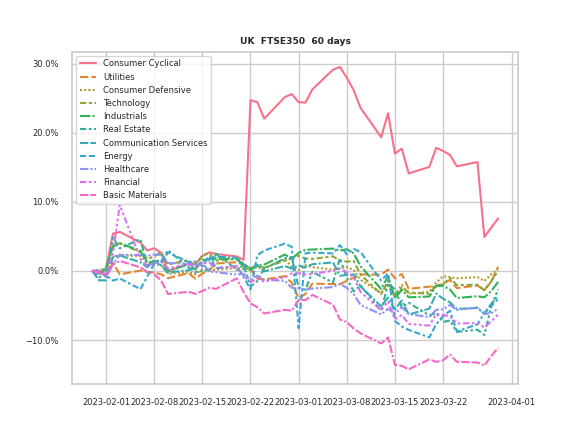 UK FTSE350 60 days
30.0%
20.0%
10.0%
0.0%
−10.0%
Consumer Cyclical
Utilities
Consumer Defensive
Technology
Industrials
Real Estate
Communication Services
Energy
Healthcare
Financial
Basic Materials
2023-02-01 2023-02-08 2023-02-15 2023-02-22 2023-03-01 2023-03-08 2023-03-15 2023-03-22 2023-04-01